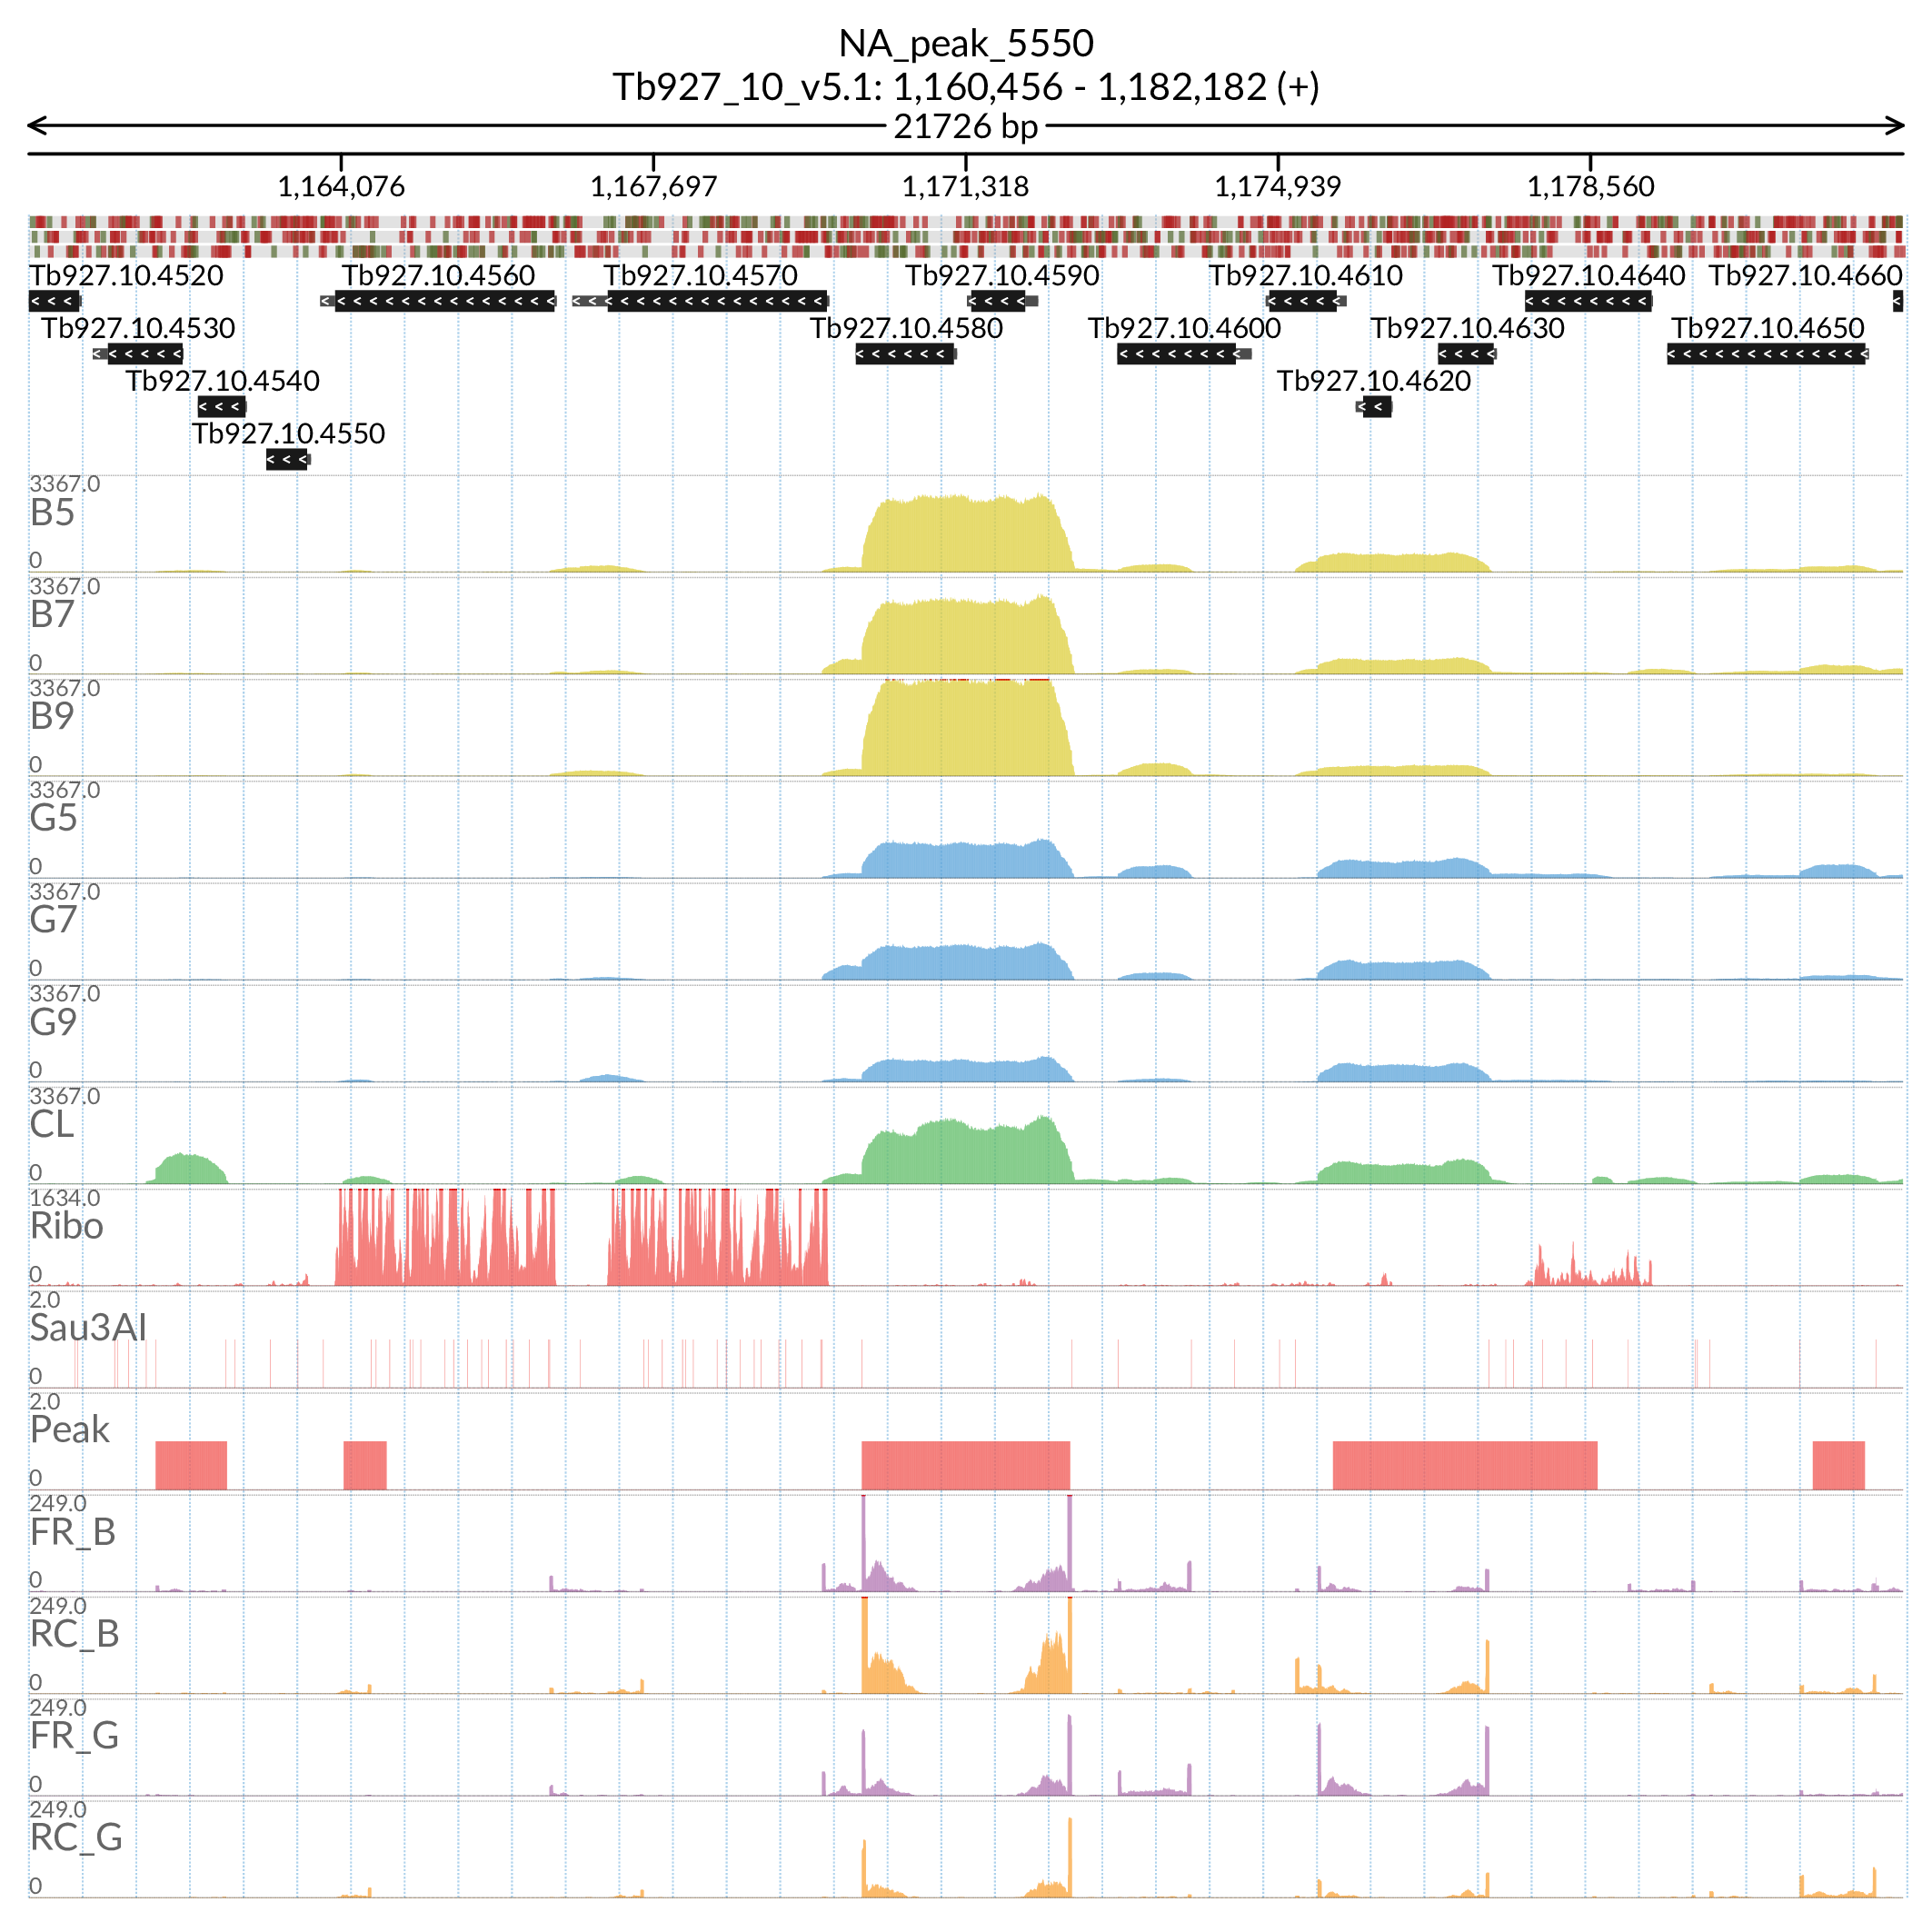 NA_peak_5550
Tb927_10_v5.1: 1,160,456 - 1,182,182 (+)
21726 bp
1,164,076 1,167,697 1,171,318 1,174,939 1,178,560
Tb927.10.4520 Tb927.10.4560 Tb927.10.4570 Tb927.10.4590 Tb927.10.4610 Tb927.10.4640 Tb927.10.4660
Tb927.10.4530 Tb927.10.4580 Tb927.10.4600 Tb927.10.4630 Tb927.10.4650
Tb927.10.4540 Tb927.10.4620
Tb927.10.4550
3367.0
B5
0
3367.0
B7
0
3367.0
B9
0
3367.0
G5
0
3367.0
G7
0
3367.0
G9
0
3367.0
CL
0
1634.0
Ribo
0
2.0
Sau3AI
0
2.0
Peak
0
249.0
FR_B
0
249.0
RC_B
0
249.0
FR_G
0
249.0
RC_G
0